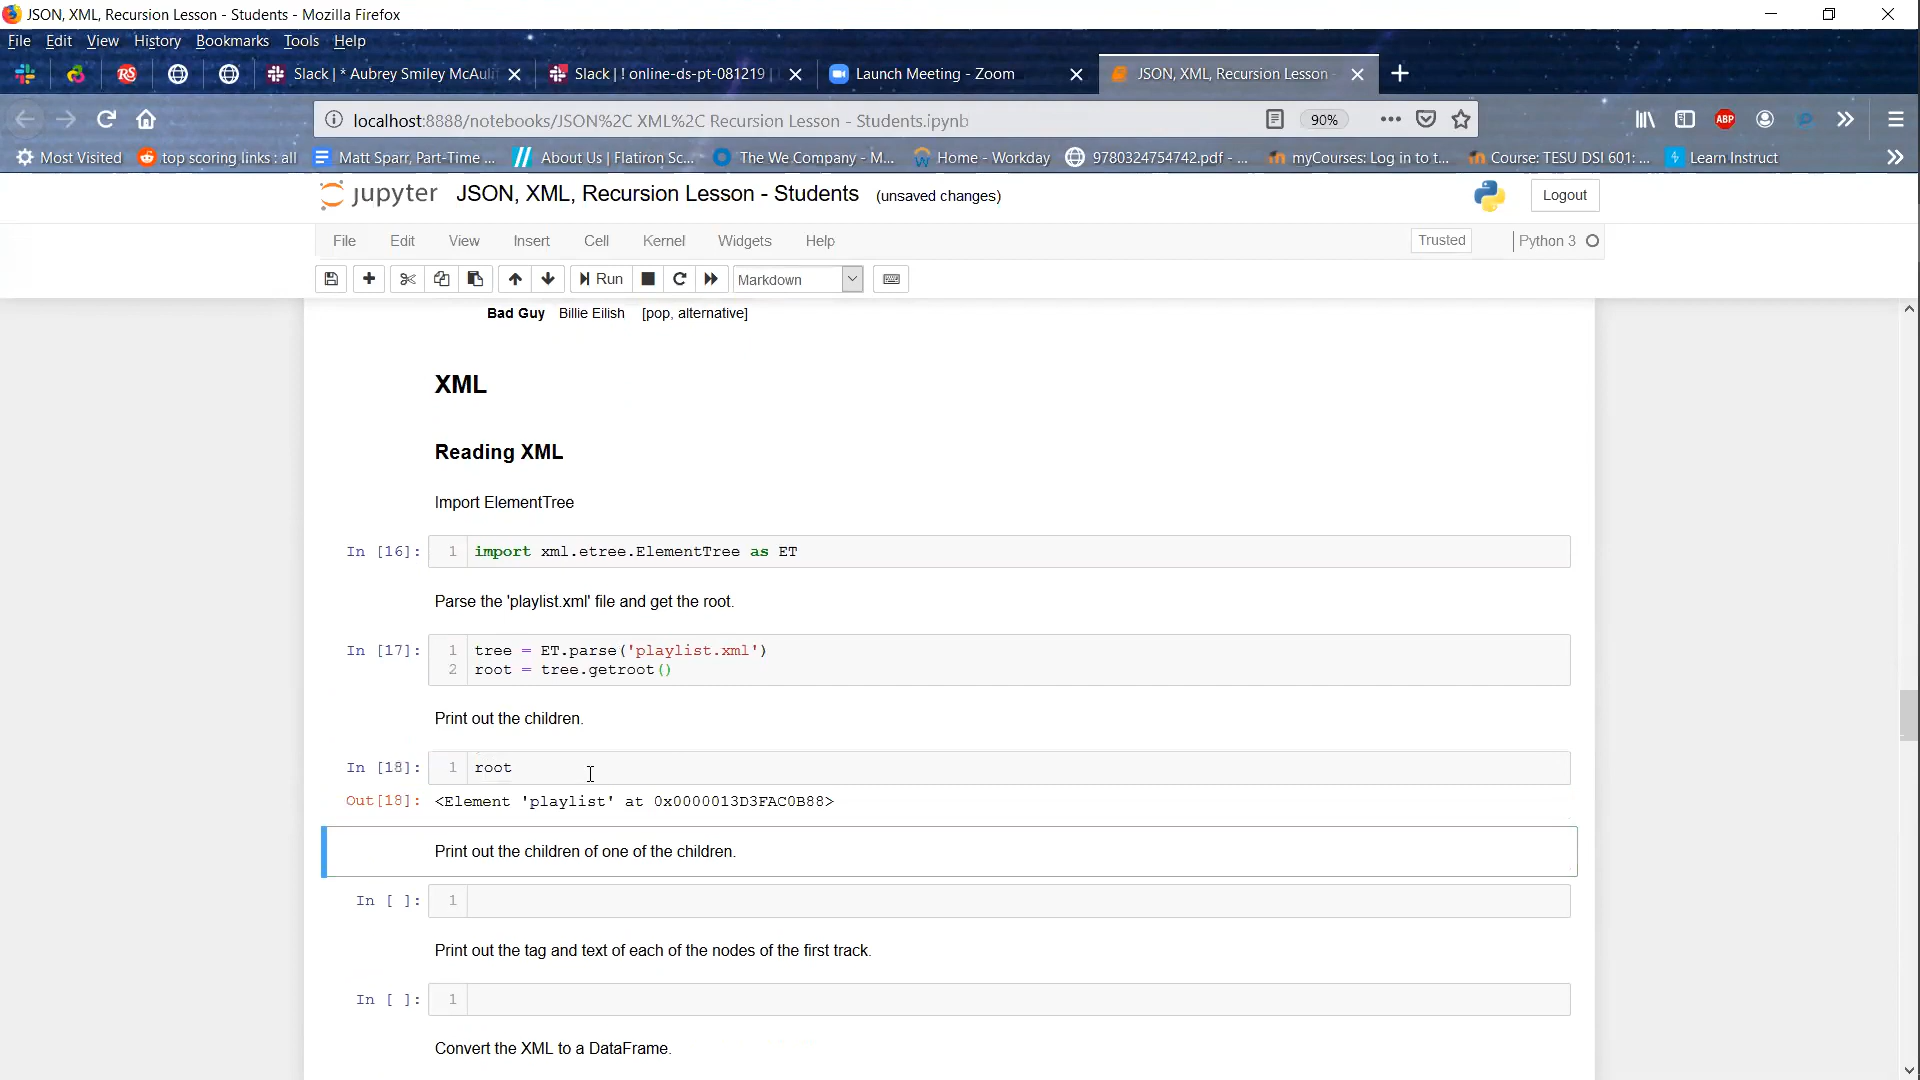 JSON, XML, Recursion Lesson - Students - Mozilla Firefox
File Edit View History Bookmarks Tools Help
RS Slack | * Aubrey Smiley McAuli Slack | ! online-ds-pt-081219 | Launch Meeting - Zoom JSON, XML, Recursion Lesson -
localhost:8888/notebooks/JSON%2C XML%2C Recursion Lesson - Students.ipynb 90% ABP
Most Visited top scoring links : all Matt Sparr, Part-Time ... About Us | Flatiron Sc... The We Company - M... Home - Workday 9780324754742.pdf - ... myCourses: Log in to t... Course: TESU DSI 601: ... Learn Instruct
jupyter JSON, XML, Recursion Lesson - Students (unsaved changes) Logout
File Edit View Insert Cell Kernel Widgets Help Trusted Python 3
Run Markdown
Bad Guy Billie Eilish [pop, alternative]
XML
Reading XML
Import ElementTree
In [16]: 1 import xml.etree.ElementTree as ET
Parse the 'playlist.xml' file and get the root.
In [17]: 1 tree = ET.parse('playlist.xml')
2 root = tree.getroot()
Print out the children.
In [18]: 1 root
Out[18]: <Element 'playlist' at 0x0000013D3FAC0B88>
Print out the children of one of the children.
In [ ]: 1
Print out the tag and text of each of the nodes of the first track.
In [ ]: 1
Convert the XML to a DataFrame.